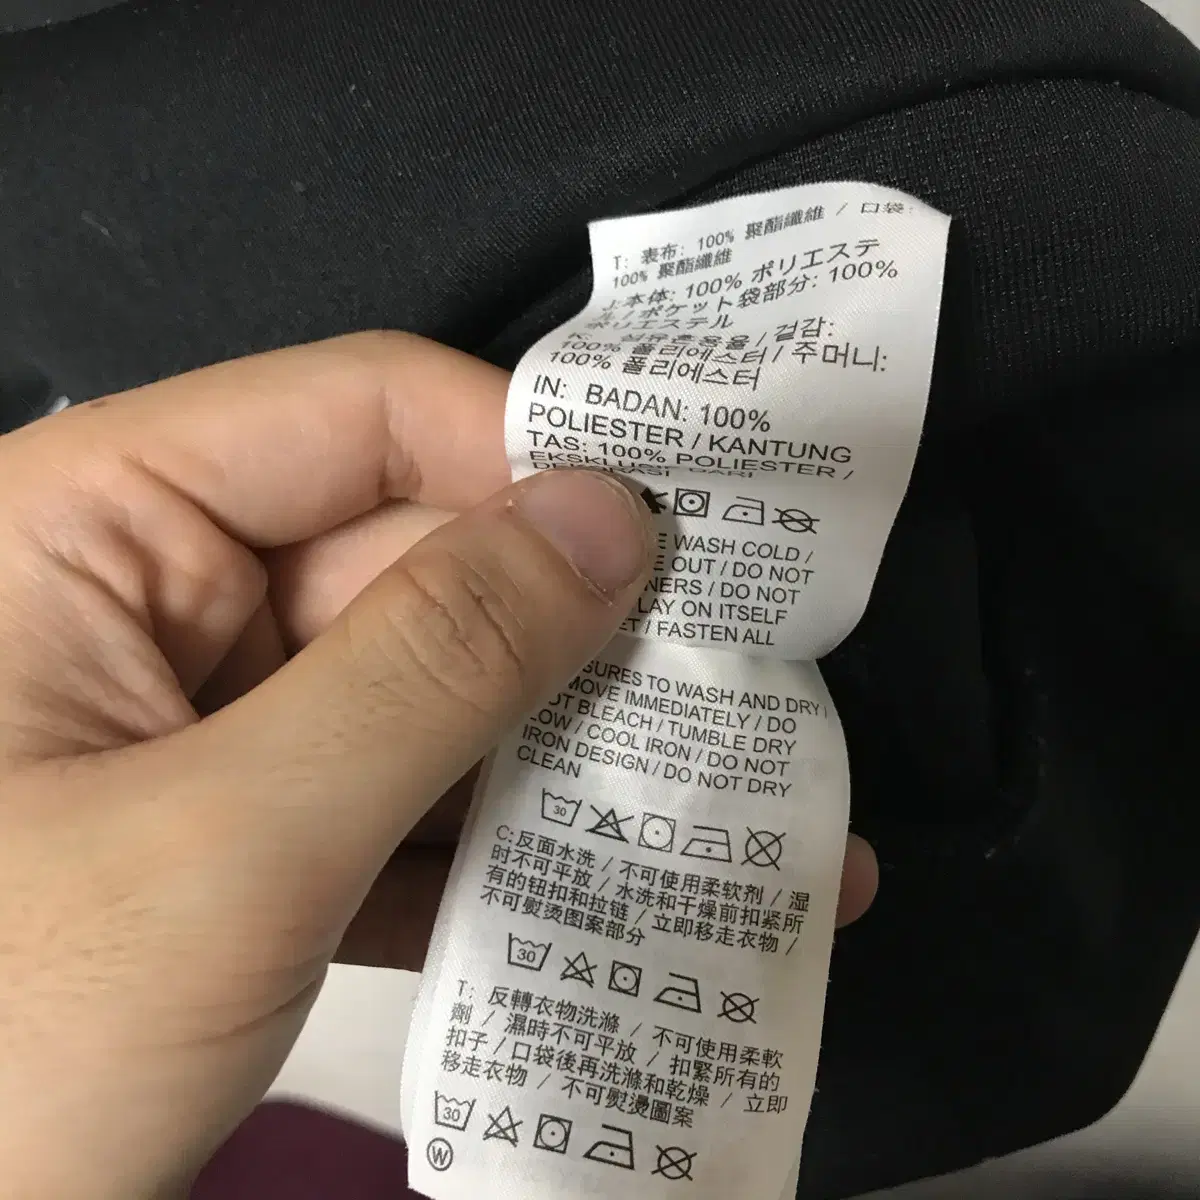 T: 表布: 100% 聚酯纖維 / 口袋:
100% 聚酯纖維
J:本体: 100% ポリエステ
ル / ポケット袋部分: 100%
ポリエステル
K: 섬유혼용율 / 겉감:
100% 폴리에스터 / 주머니:
100% 폴리에스터
IN: BADAN: 100%
POLIESTER / KANTUNG
TAS: 100% POLIESTER /
EKSKLUSI DARI
DEKORASI
E WASH COLD /
E OUT / DO NOT
NERS / DO NOT
LAY ON ITSELF
ET / FASTEN ALL
SURES TO WASH AND DRY /
MOVE IMMEDIATELY / DO
OT BLEACH / TUMBLE DRY
LOW / COOL IRON / DO NOT
IRON DESIGN / DO NOT DRY
CLEAN
30
C:反面水洗 / 不可使用柔软剂 / 湿
时不可平放 / 水洗和干燥前扣紧所
有的钮扣和拉链 / 立即移走衣物 /
不可熨烫图案部分
30
T: 反轉衣物洗滌 / 不可使用柔軟
劑 / 濕時不可平放 / 扣緊所有的
扣子 / 口袋後再洗滌和乾燥 / 立即
移走衣物 / 不可熨燙圖案
30
W